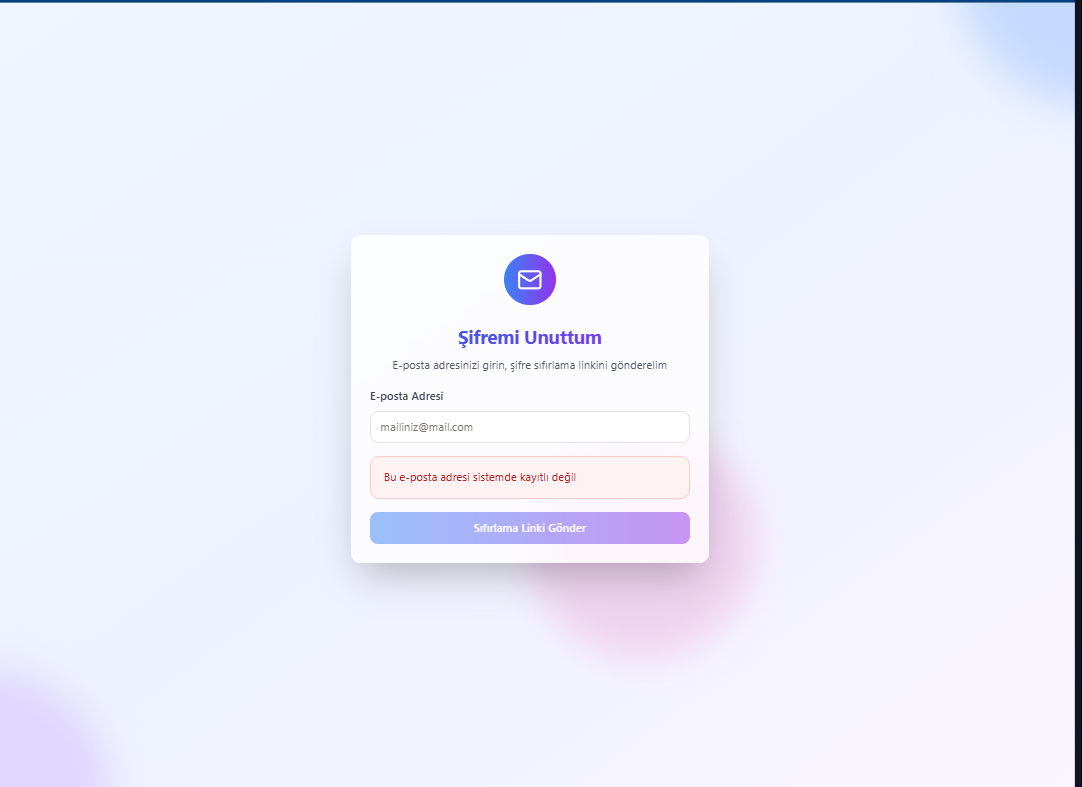 Şifremi Unuttum
E-posta adresinizi girin, şifre sıfırlama linkini gönderelim
E-posta Adresi
mailiniz@mail.com
Bu e-posta adresi sistemde kayıtlı değil
Sıfırlama Linki Gönder